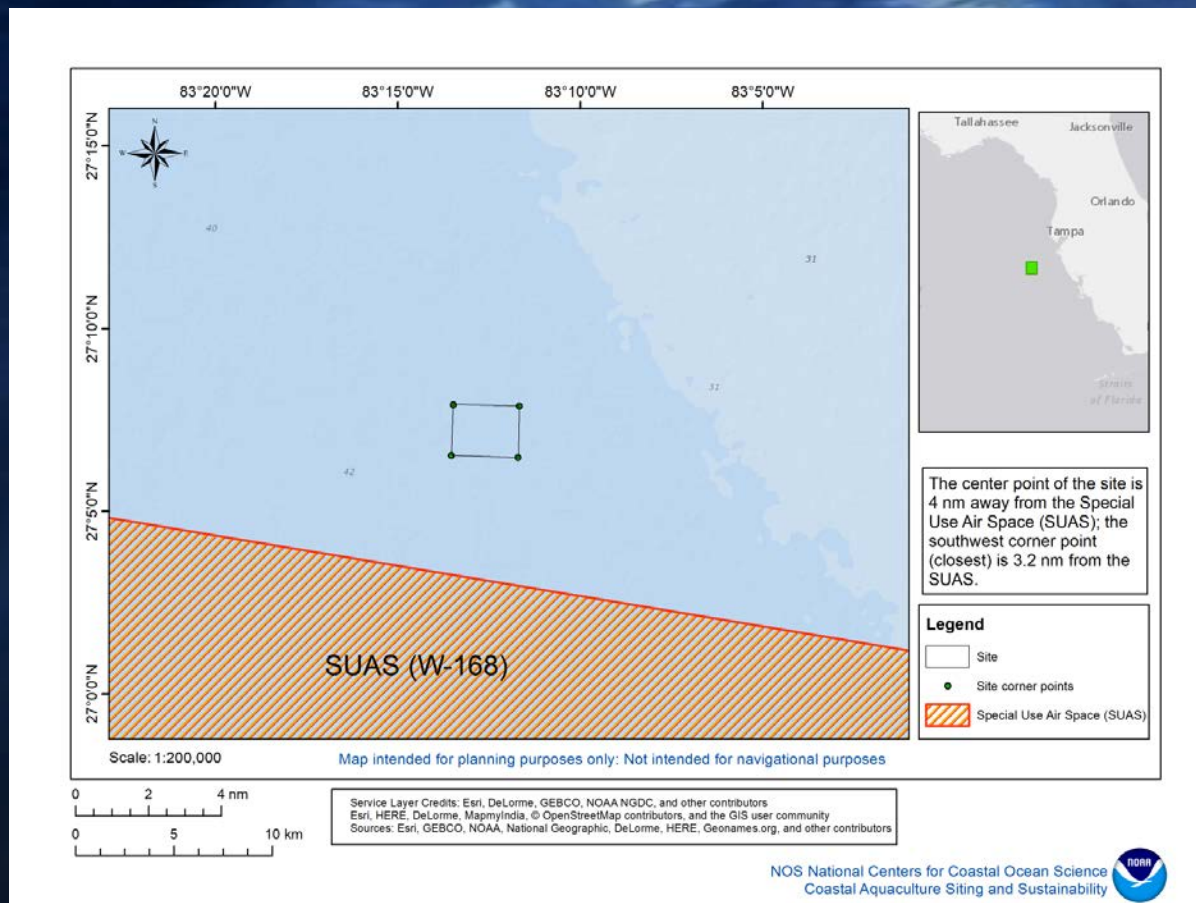 83°20'0"W 83°15'0"W 83°10'0"W 83°5'0"W
27°15'0"N
27°10'0"N
27°5'0"N
27°0'0"N
N
W E
S
40
31
31
42
SUAS (W-168)
Tallahassee
Jacksonville
Orlando
Tampa
Straits
of Florida
The center point of the site is
4 nm away from the Special
Use Air Space (SUAS); the
southwest corner point
(closest) is 3.2 nm from the
SUAS.
Legend
Site
Site corner points
Special Use Air Space (SUAS)
Scale: 1:200,000
Map intended for planning purposes only: Not intended for navigational purposes
0 2 4 nm
0 5 10 km
Service Layer Credits: Esri, DeLorme, GEBCO, NOAA NGDC, and other contributors
Esri, HERE, DeLorme, MapmyIndia, © OpenStreetMap contributors, and the GIS user community
Sources: Esri, GEBCO, NOAA, National Geographic, DeLorme, HERE, Geonames.org, and other contributors
NOS National Centers for Coastal Ocean Science
Coastal Aquaculture Siting and Sustainability
NOAA